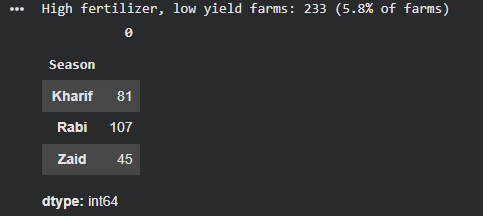 High fertilizer, low yield farms: 233 (5.8% of farms)
0
Season
Kharif 81
Rabi 107
Zaid 45
dtype: int64